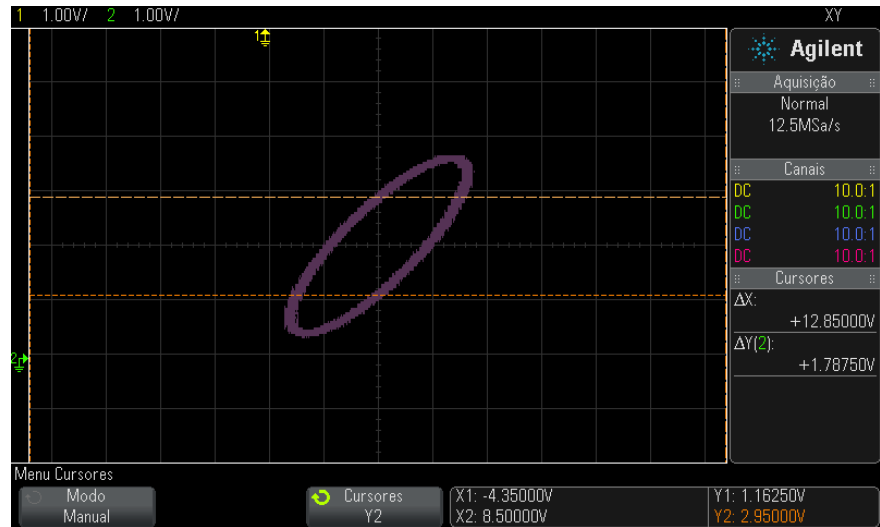 1 1.00V/ 2 1.00V/ XY
1
Agilent
Aquisição
Normal
12.5MSa/s
Canais
DC 10.0:1
DC 10.0:1
DC 10.0:1
DC 10.0:1
Cursores
ΔX:
+12.85000V
ΔY(2):
+1.78750V
2
Menu Cursores
Modo
Manual
Cursores
Y2
X1: -4.35000V
X2: 8.50000V
Y1: 1.16250V
Y2: 2.95000V